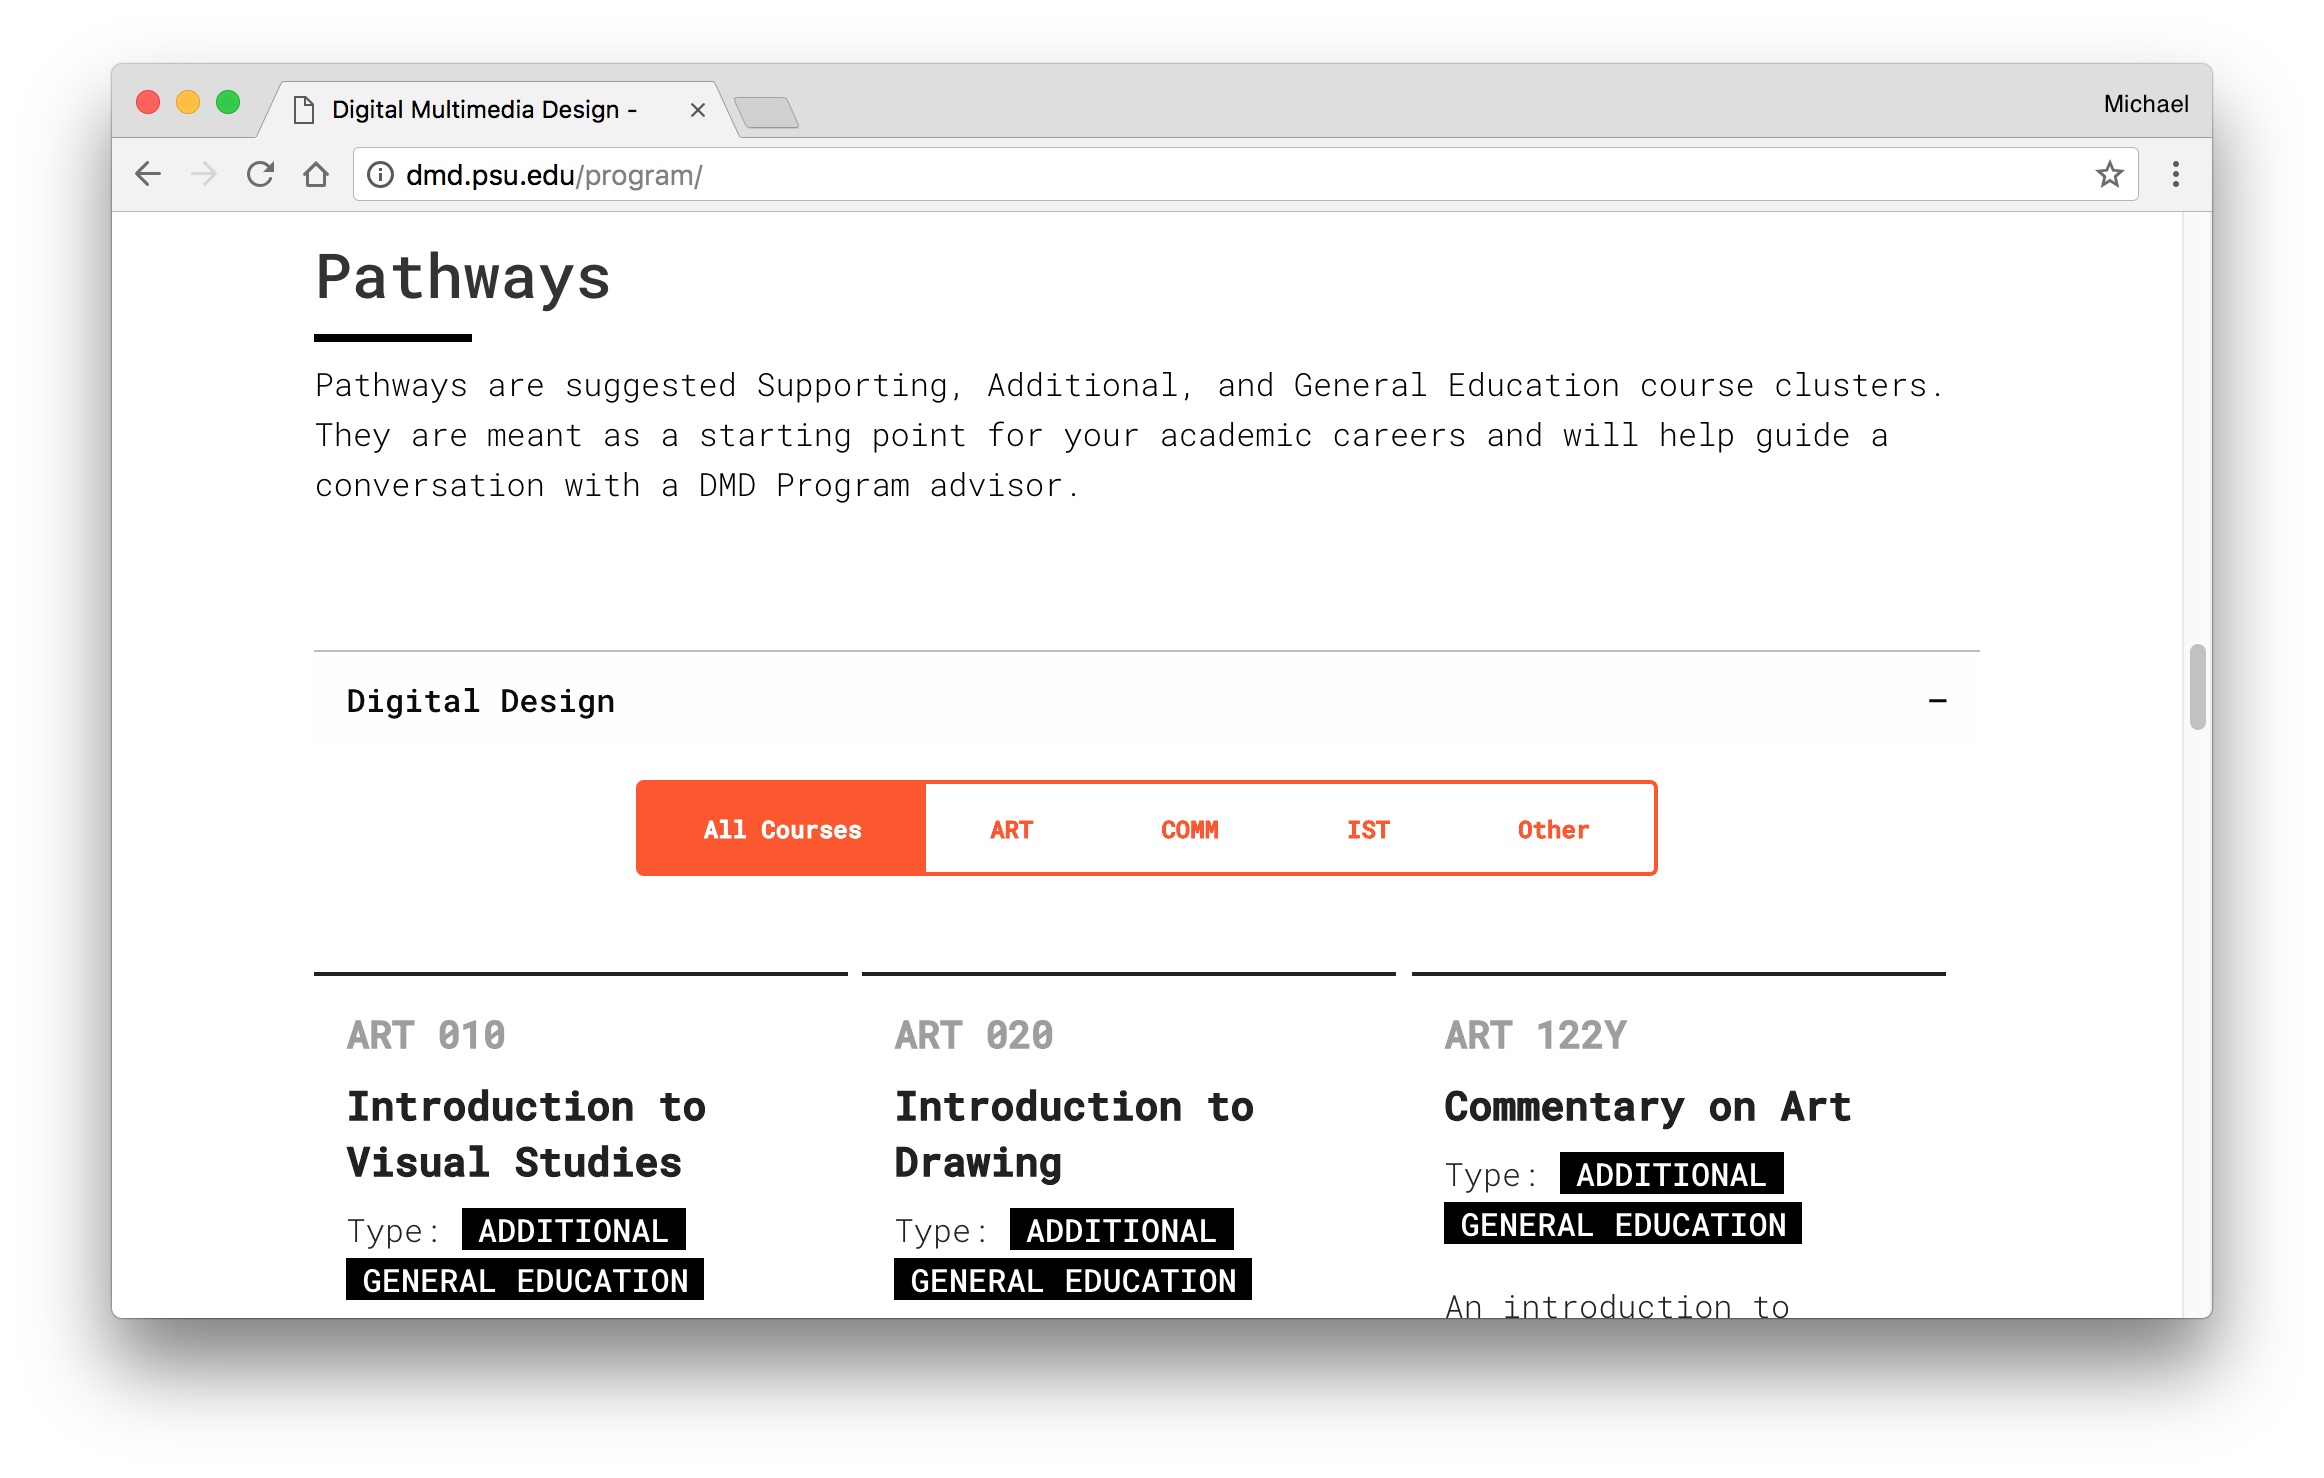 Digital Multimedia Design -
Michael
dmd.psu.edu/program/
Pathways
Pathways are suggested Supporting, Additional, and General Education course clusters.
They are meant as a starting point for your academic careers and will help guide a
conversation with a DMD Program advisor.
Digital Design
All Courses ART COMM IST Other
ART 010
Introduction to
Visual Studies
Type: ADDITIONAL
GENERAL EDUCATION
ART 020
Introduction to
Drawing
Type: ADDITIONAL
GENERAL EDUCATION
ART 122Y
Commentary on Art
Type: ADDITIONAL
GENERAL EDUCATION
An introduction to